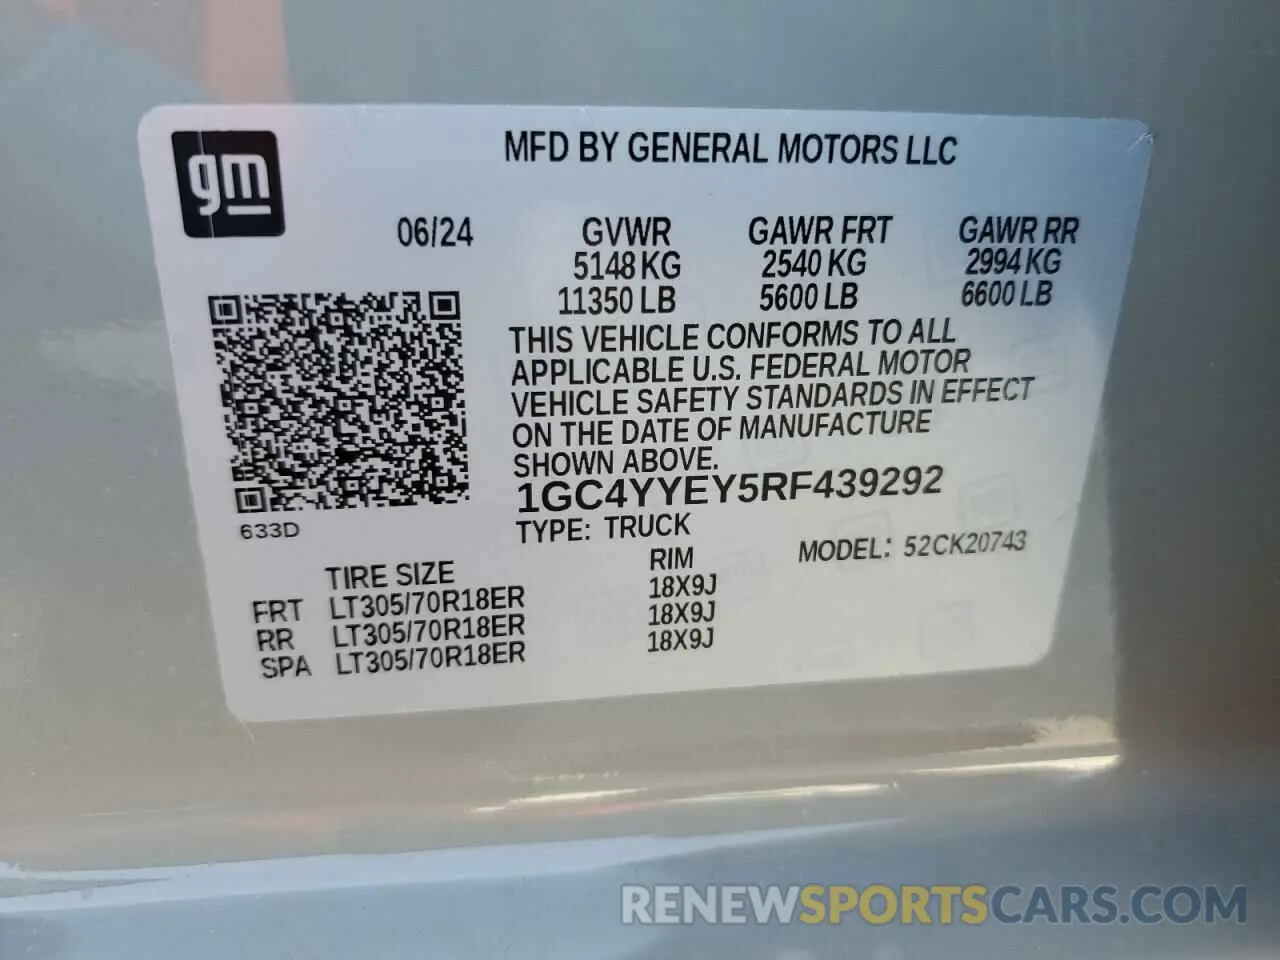 gm
MFD BY GENERAL MOTORS LLC
06/24 GVWR GAWR FRT GAWR RR
5148 KG 2540 KG 2994 KG
11350 LB 5600 LB 6600 LB
THIS VEHICLE CONFORMS TO ALL
APPLICABLE U.S. FEDERAL MOTOR
VEHICLE SAFETY STANDARDS IN EFFECT
ON THE DATE OF MANUFACTURE
SHOWN ABOVE.
1GC4YYEY5RF439292
633D
TYPE: TRUCK
MODEL: 52CK20743
TIRE SIZE RIM
FRT LT305/70R18ER 18X9J
RR LT305/70R18ER 18X9J
SPA LT305/70R18ER 18X9J
RENEWSPORTSCARS.COM